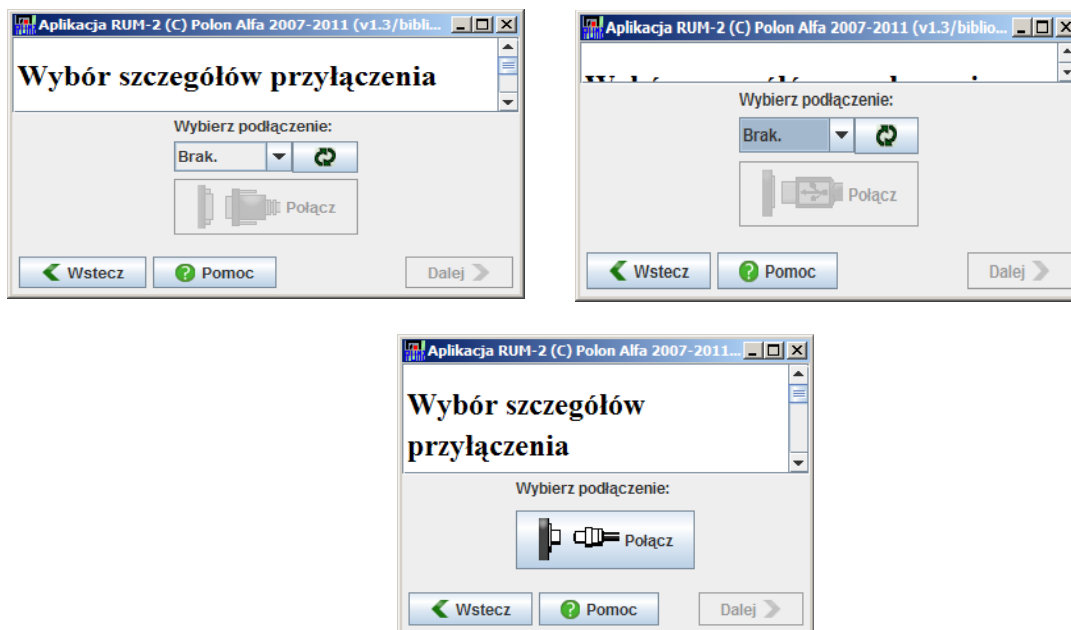 Aplikacja RUM-2 (C) Polon Alfa 2007-2011 (v1.3/bibli...
Wybór szczegółów przyłączenia
Wybierz podłączenie:
Brak.
Połącz
Wstecz
Pomoc
Dalej
Aplikacja RUM-2 (C) Polon Alfa 2007-2011 (v1.3/biblio...
Wybierz podłączenie:
Brak.
Połącz
Wstecz
Pomoc
Dalej
Aplikacja RUM-2 (C) Polon Alfa 2007-2011...
Wybór szczegółów
przyłączenia
Wybierz podłączenie:
Połącz
Wstecz
Pomoc
Dalej